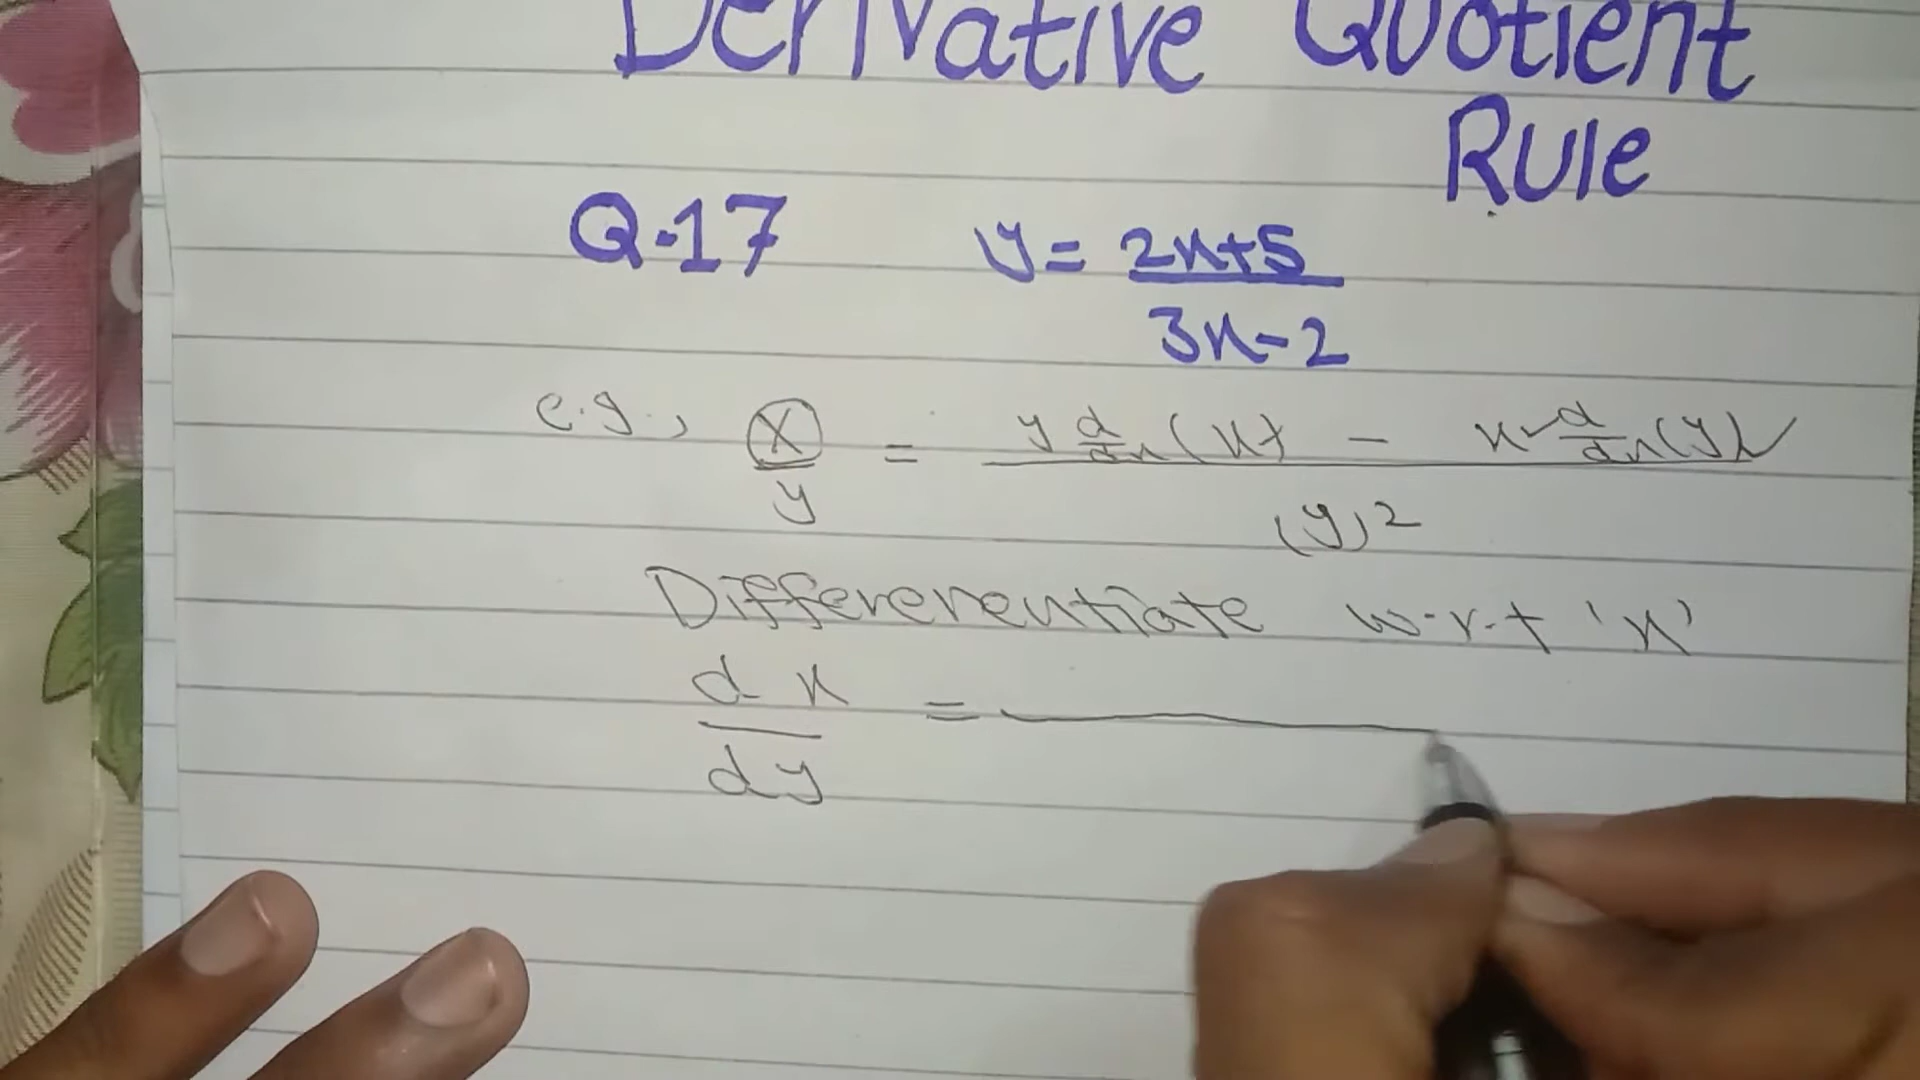 Derivative Quotient
Rule
Q.17 y = 2x+5 / 3x-2
e.g., x/y = y d/dx (x) - x d/dx (y) / (y)²
Differerentiate w.r.t 'x'
dx/dy =